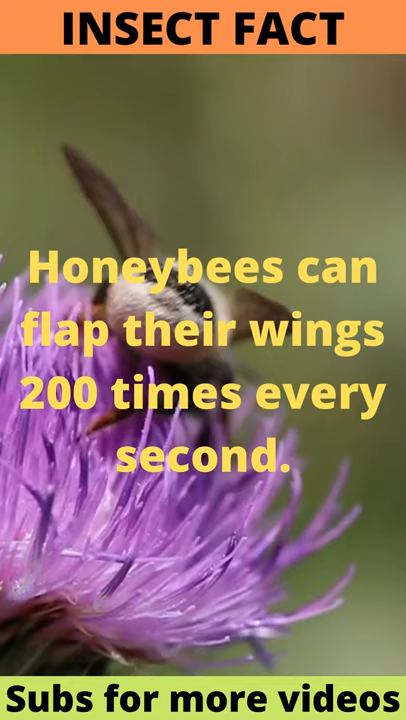 INSECT FACT
Honeybees can
flap their wings
200 times every
second.
Subs for more videos